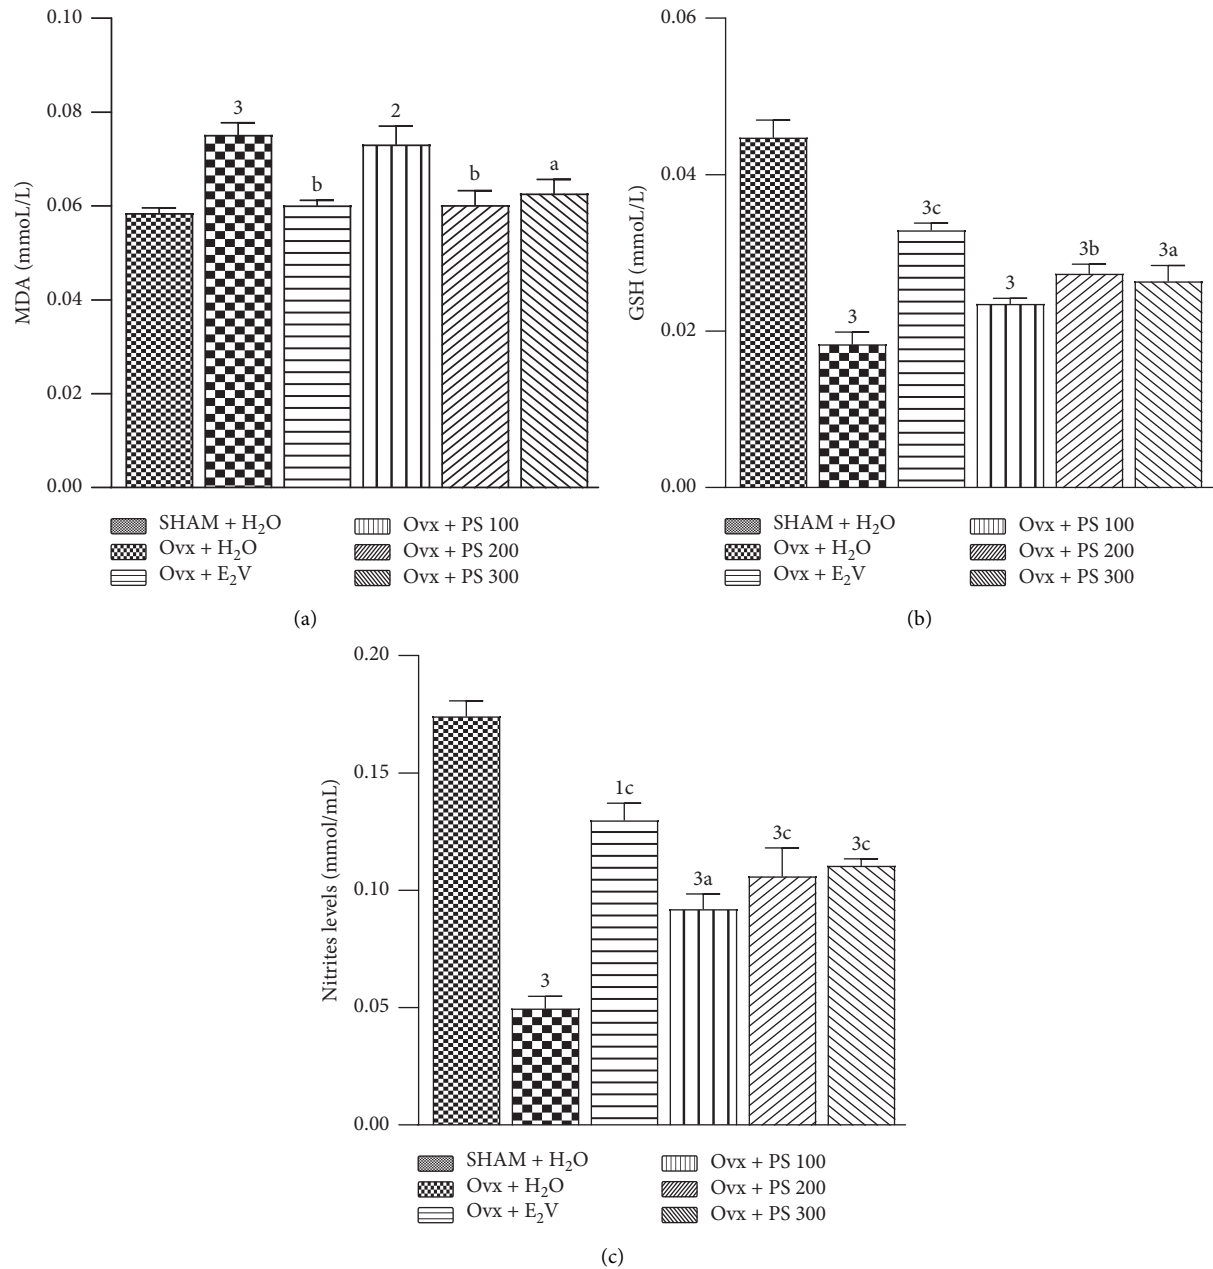 0.10
0.08
0.06
0.04
0.02
0.00
MDA (mmoL/L)
3
b
2
b
a
SHAM + H₂O
Ovx + H₂O
Ovx + E₂V
Ovx + PS 100
Ovx + PS 200
Ovx + PS 300
(a)
0.06
0.04
0.02
0.00
GSH (mmoL/L)
3
3c
3
3b
3a
SHAM + H₂O
Ovx + H₂O
Ovx + E₂V
Ovx + PS 100
Ovx + PS 200
Ovx + PS 300
(b)
0.20
0.15
0.10
0.05
0.00
Nitrites levels (mmol/mL)
3
1c
3a
3c
3c
SHAM + H₂O
Ovx + H₂O
Ovx + E₂V
Ovx + PS 100
Ovx + PS 200
Ovx + PS 300
(c)